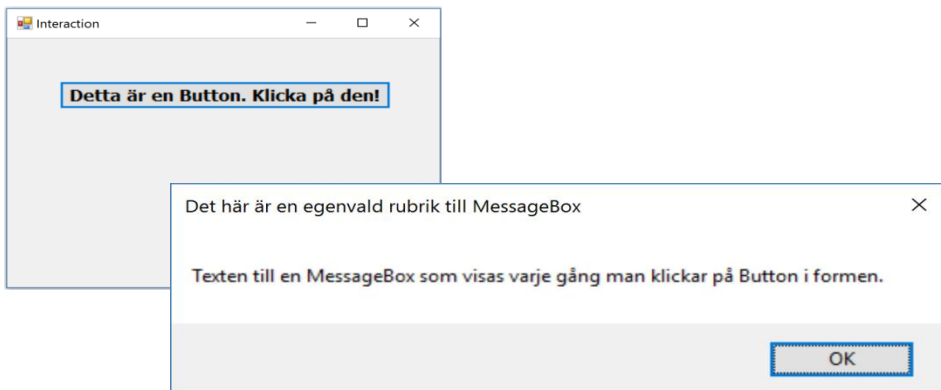 Interaction
Detta är en Button. Klicka på den!
Det här är en egenvald rubrik till MessageBox
Texten till en MessageBox som visas varje gång man klickar på Button i formen.
OK